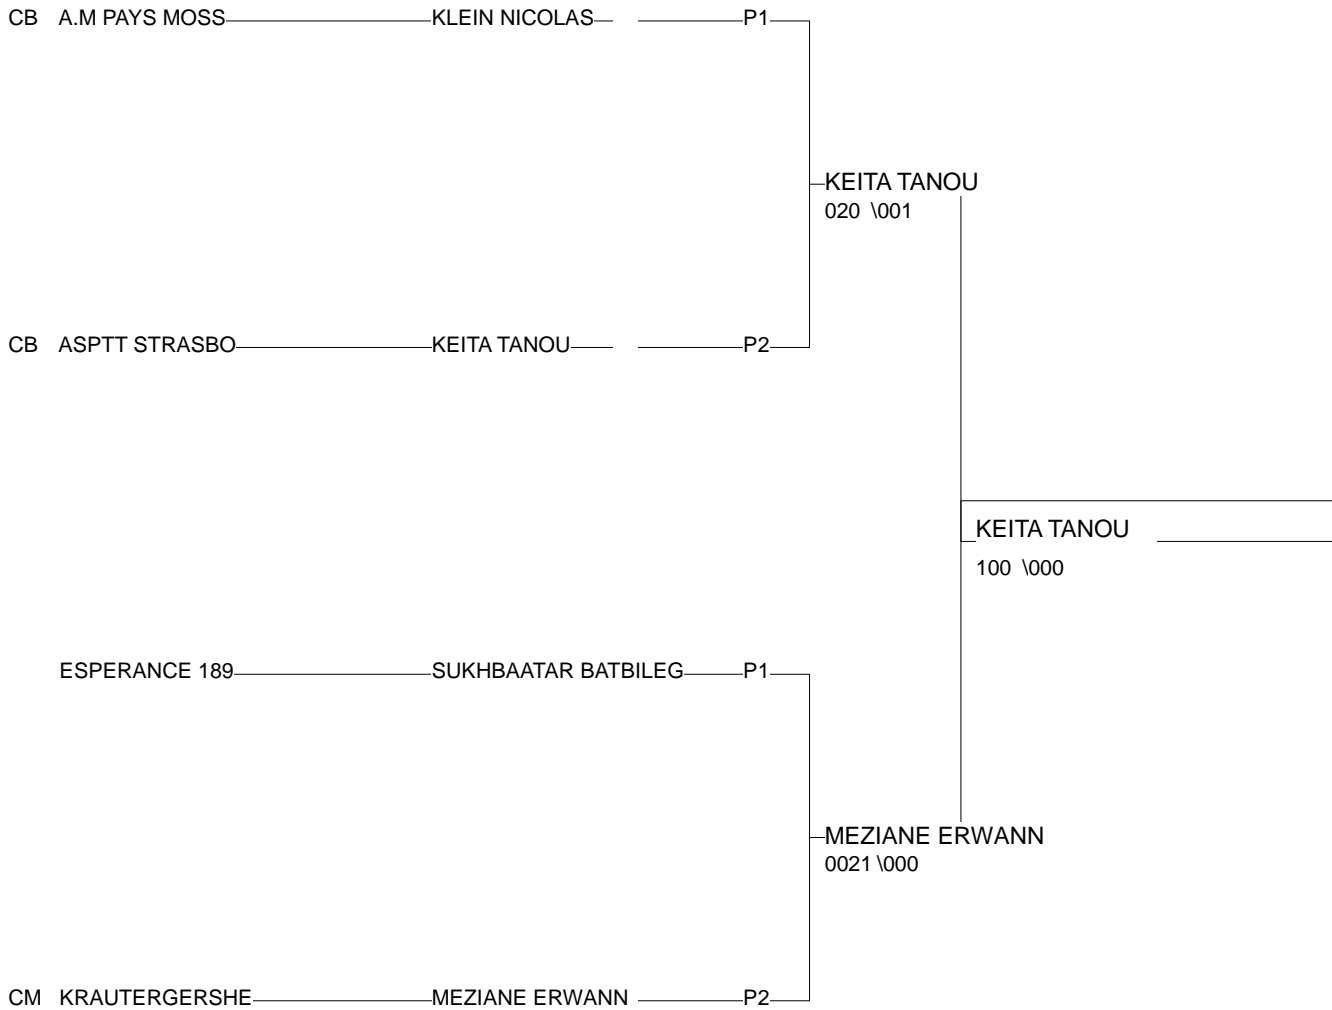 CB A.M PAYS MOSS KLEIN NICOLAS P1
KEITA TANOU
020 \001
CB ASPTT STRASBO KEITA TANOU P2
KEITA TANOU
100 \000
ESPERANCE 189 SUKHBAATAR BATBILEG P1
MEZIANE ERWANN
0021 \000
CM KRAUTERGERSHE MEZIANE ERWANN P2